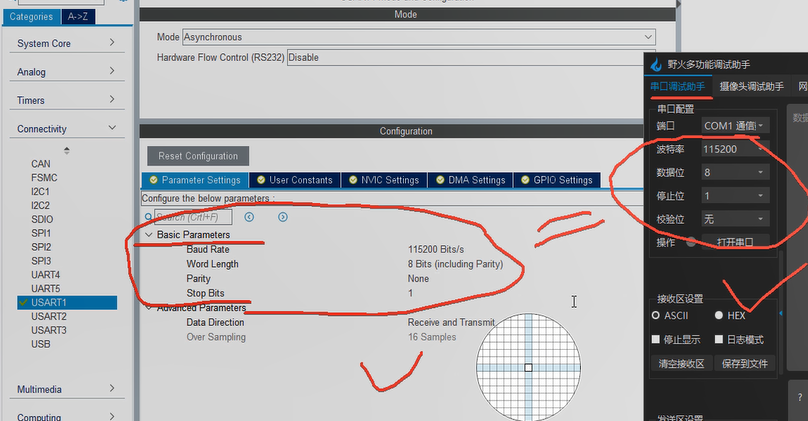 Categories A->Z
System Core
Analog
Timers
Connectivity
CAN
FSMC
I2C1
I2C2
SDIO
SPI1
SPI2
SPI3
UART4
UART5
USART1
USART2
USART3
USB
Multimedia
Computing
Mode
Mode Asynchronous
Hardware Flow Control (RS232) Disable
Configuration
Reset Configuration
Parameter Settings User Constants NVIC Settings DMA Settings GPIO Settings
Configure the below parameters :
Search (Ctrl+F)
Basic Parameters
Baud Rate 115200 Bits/s
Word Length 8 Bits (including Parity)
Parity None
Stop Bits 1
Advanced Parameters
Data Direction Receive and Transmit
Over Sampling 16 Samples
野火多功能调试助手
串口调试助手 摄像头调试助手 网
串口配置
端口 COM1 通信
波特率 115200
数据位 8
停止位 1
校验位 无
操作 打开串口
接收区设置
ASCII HEX
停止显示 日志模式
清空接收区 保存到文件
发送区设置
数据
?